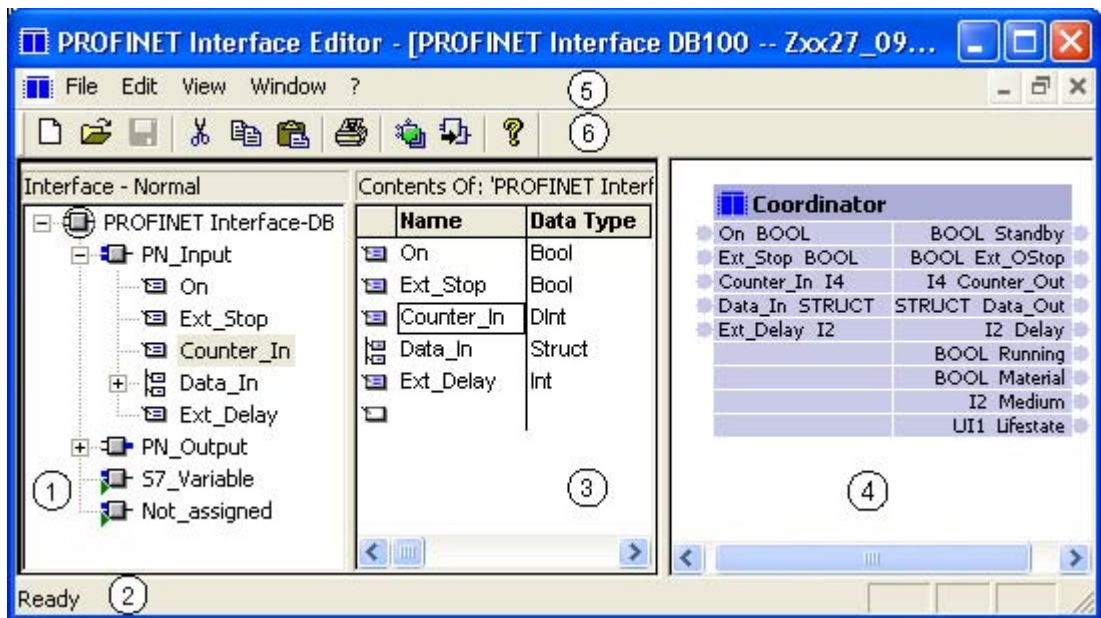 PROFINET Interface Editor - [PROFINET Interface DB100 -- Zxx27_09...
File Edit View Window ?
5
6
Interface - Normal
PROFINET Interface-DB
PN_Input
On
Ext_Stop
Counter_In
Data_In
Ext_Delay
PN_Output
S7_Variable
Not_assigned
1
Contents Of: 'PROFINET Interf
Name Data Type
On Bool
Ext_Stop Bool
Counter_In DInt
Data_In Struct
Ext_Delay Int
3
Coordinator
On BOOL BOOL Standby
Ext_Stop BOOL BOOL Ext_OStop
Counter_In I4 I4 Counter_Out
Data_In STRUCT STRUCT Data_Out
Ext_Delay I2 I2 Delay
BOOL Running
BOOL Material
I2 Medium
UI1 Lifestate
4
Ready 2